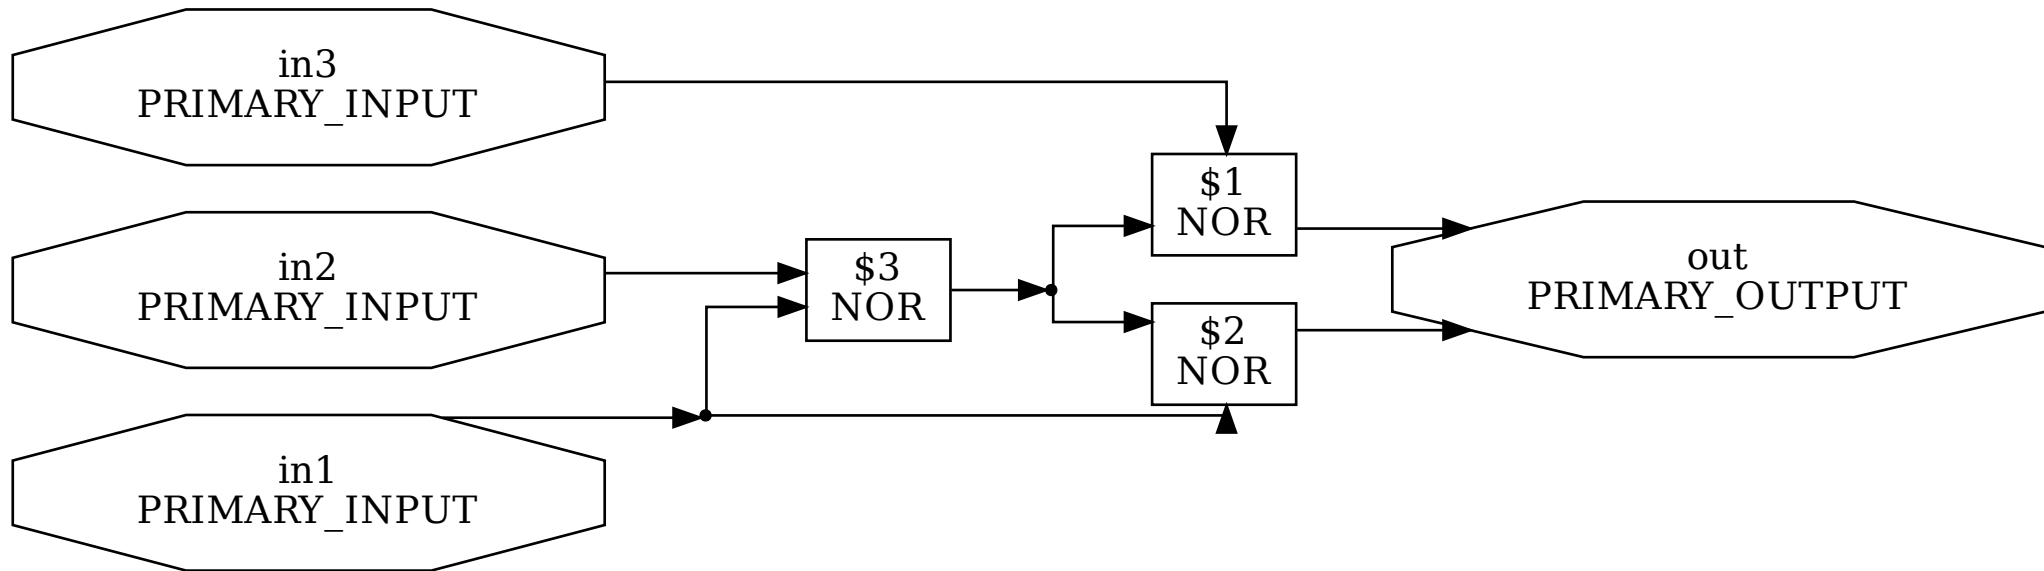 in3
PRIMARY_INPUT
in2
PRIMARY_INPUT
in1
PRIMARY_INPUT
$3
NOR
$1
NOR
$2
NOR
out
PRIMARY_OUTPUT